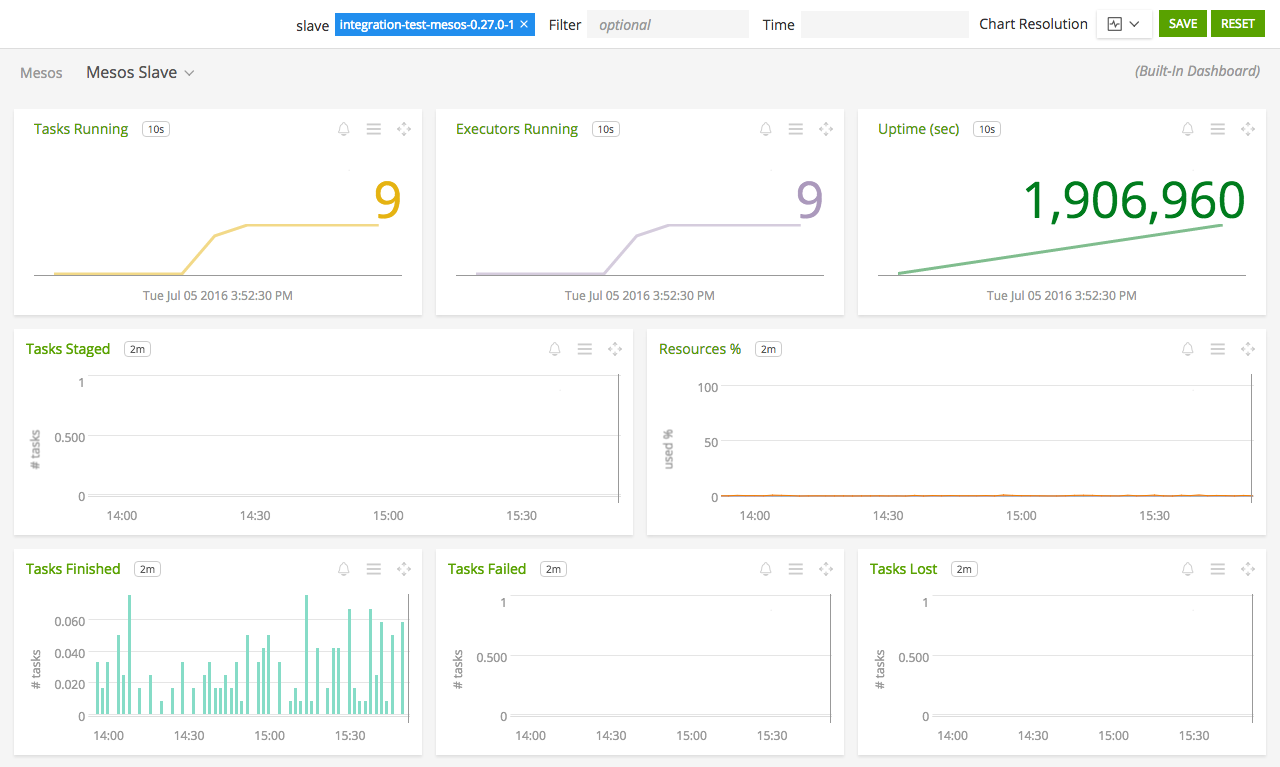 slave integration-test-mesos-0.27.0-1 × Filter optional Time Chart Resolution SAVE RESET
Mesos Mesos Slave (Built-In Dashboard)
Tasks Running 10s
9
Tue Jul 05 2016 3:52:30 PM
Executors Running 10s
9
Tue Jul 05 2016 3:52:30 PM
Uptime (sec) 10s
1,906,960
Tue Jul 05 2016 3:52:30 PM
Tasks Staged 2m
# tasks
1
0.500
0
14:00 14:30 15:00 15:30
Resources % 2m
used %
100
50
0
14:00 14:30 15:00 15:30
Tasks Finished 2m
# tasks
0.060
0.040
0.020
0
14:00 14:30 15:00 15:30
Tasks Failed 2m
# tasks
1
0.500
0
14:00 14:30 15:00 15:30
Tasks Lost 2m
# tasks
1
0.500
0
14:00 14:30 15:00 15:30